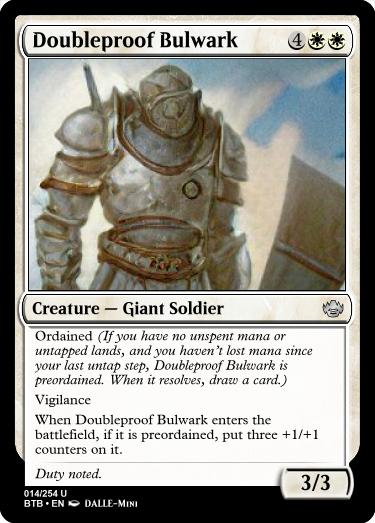 Doubleproof Bulwark 4
Creature — Giant Soldier
Ordained (If you have no unspent mana or
untapped lands, and you haven't lost mana since
your last untap step, Doubleproof Bulwark is
preordained. When it resolves, draw a card.)
Vigilance
When Doubleproof Bulwark enters the
battlefield, if it is preordained, put three +1/+1
counters on it.
Duty noted.
3/3
014/254 U
BTB • EN DALLE-Mini